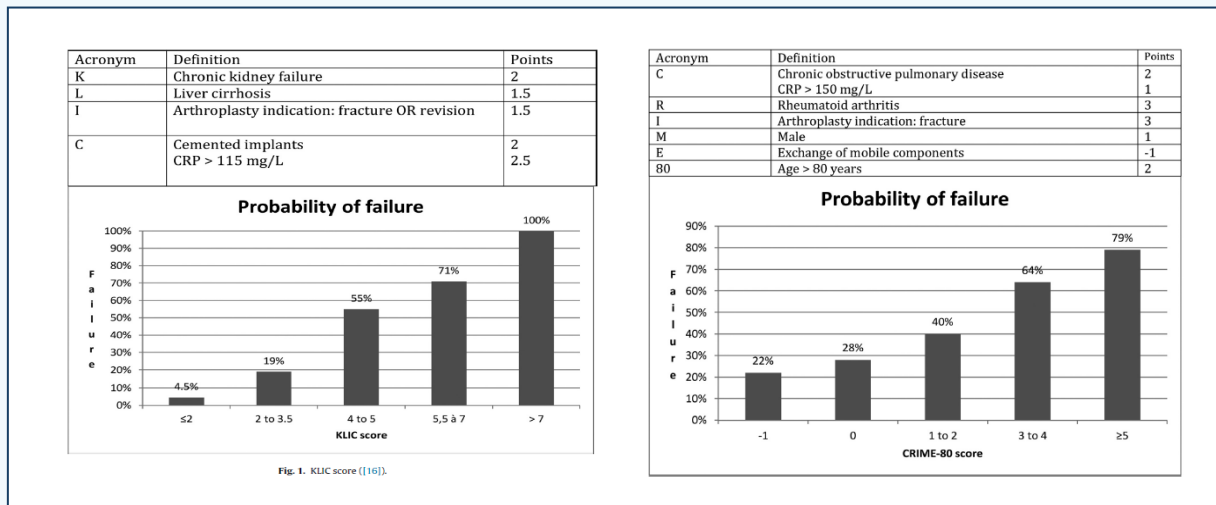 Acronym Definition Points
K Chronic kidney failure 2
L Liver cirrhosis 1.5
I Arthroplasty indication: fracture OR revision 1.5
C Cemented implants 2
CRP > 115 mg/L 2.5
Probability of failure
Failure
100%
90%
80%
70%
60%
50%
40%
30%
20%
10%
0%
4.5%
19%
55%
71%
100%
≤2 2 to 3.5 4 to 5 5,5 à 7 > 7
KLIC score
Fig. 1. KLIC score ([16]).
Acronym Definition Points
C Chronic obstructive pulmonary disease 2
CRP > 150 mg/L 1
R Rheumatoid arthritis 3
I Arthroplasty indication: fracture 3
M Male 1
E Exchange of mobile components -1
80 Age > 80 years 2
Probability of failure
Failure
90%
80%
70%
60%
50%
40%
30%
20%
10%
0%
22%
28%
40%
64%
79%
-1 0 1 to 2 3 to 4 ≥5
CRIME-80 score